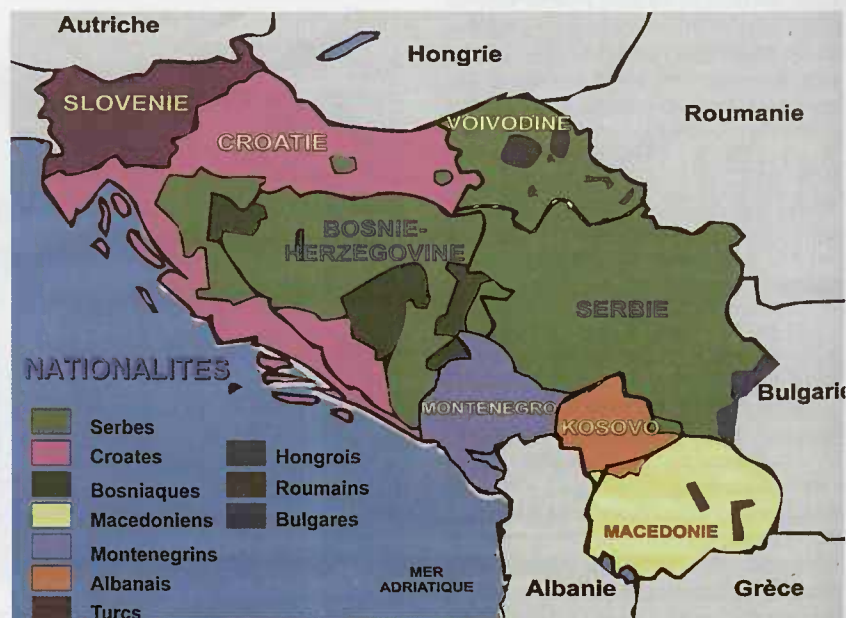 Autriche
Hongrie
Roumanie
SLOVENIE
CROATIE
VOIVODINE
BOSNIE-
HERZEGOVINE
SERBIE
NATIONALITES
MONTENEGRO
KOSOVO
Bulgarie
MACEDONIE
Albanie
Grèce
MER
ADRIATIQUE
Serbes
Croates
Bosniaques
Macedoniens
Montenegrins
Albanais
Turcs
Hongrois
Roumains
Bulgares